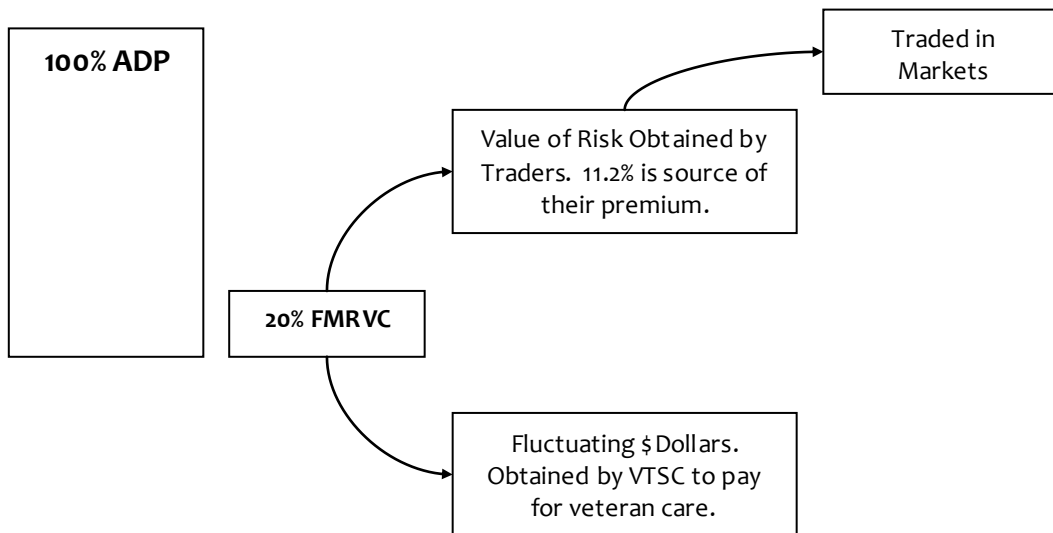 100% ADP
Traded in
Markets
Value of Risk Obtained by
Traders. 11.2% is source of
their premium.
20% FMRVC
Fluctuating $Dollars.
Obtained by VTSC to pay
for veteran care.